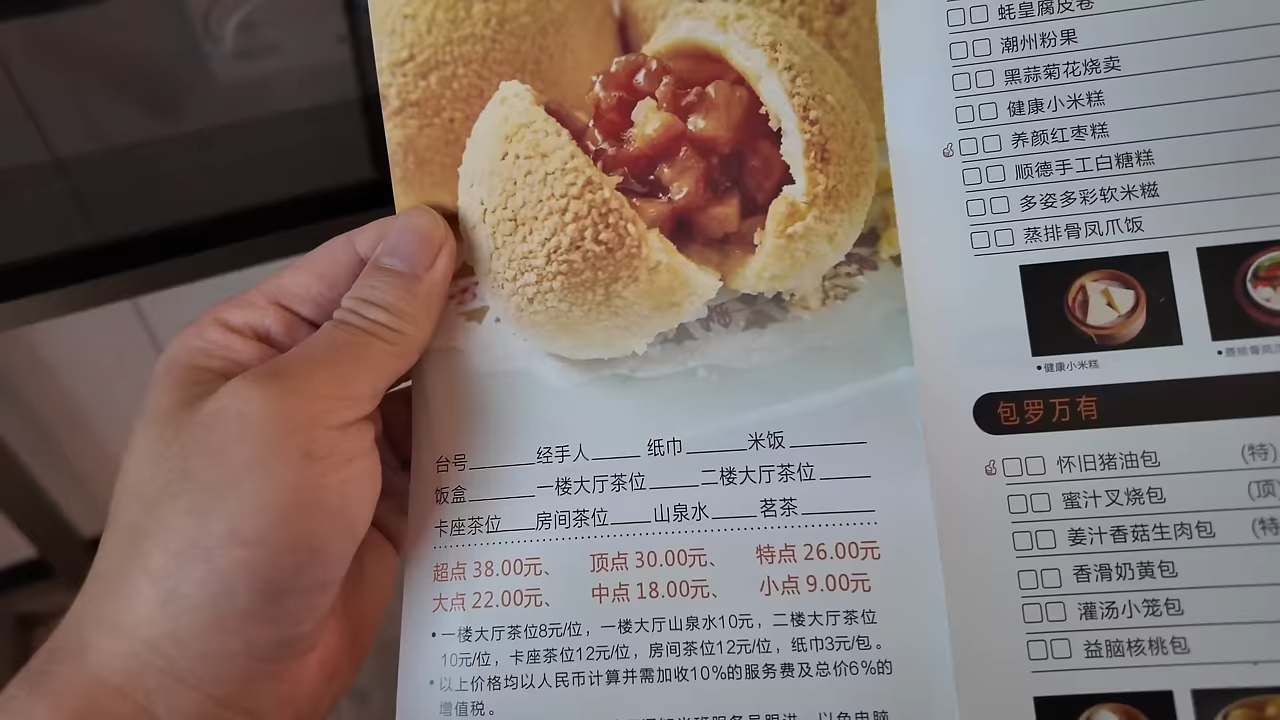 台号 经手人 纸巾 米饭
饭盒 一楼大厅茶位 二楼大厅茶位
卡座茶位 房间茶位 山泉水 茗茶
超点 38.00元、 顶点 30.00元、 特点 26.00元
大点 22.00元、 中点 18.00元、 小点 9.00元
•一楼大厅茶位8元/位，一楼大厅山泉水10元，二楼大厅茶位
10元/位，卡座茶位12元/位，房间茶位12元/位，纸巾3元/包。
•以上价格均以人民币计算并需加收10%的服务费及总价6%的
增值税。
蚝皇腐皮卷
潮州粉果
黑蒜菊花烧卖
健康小米糕
养颜红枣糕
顺德手工白糖糕
多姿多彩软米糍
蒸排骨凤爪饭
•健康小米糕
包罗万有
怀旧猪油包 (特)
蜜汁叉烧包 (顶
姜汁香菇生肉包 (特
香滑奶黄包
灌汤小笼包
益脑核桃包